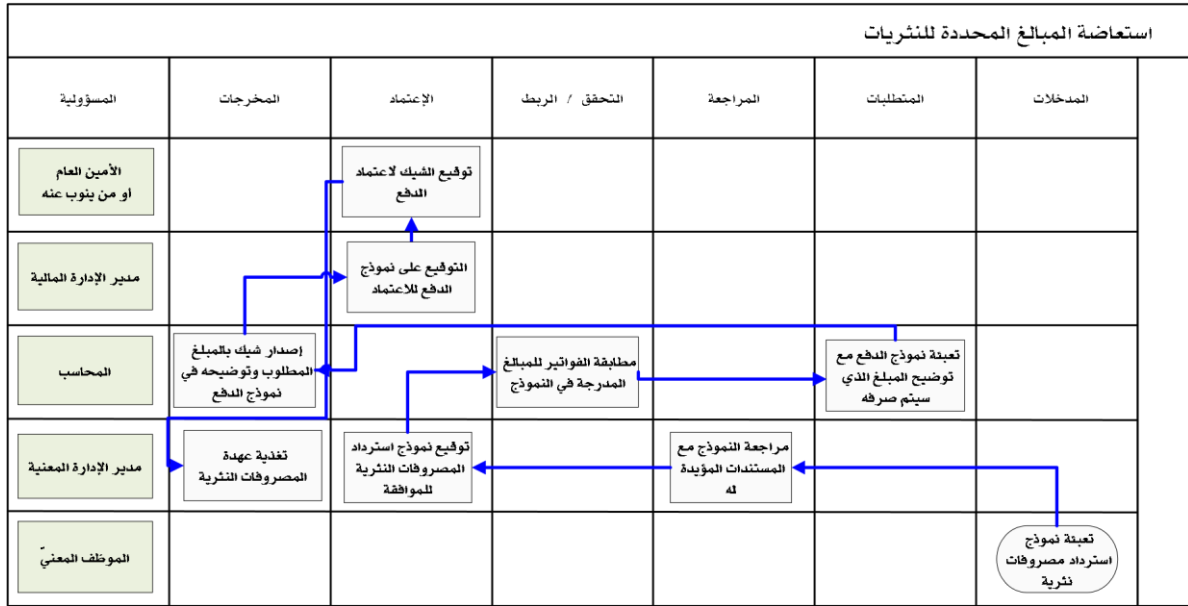 استعاضة المبالغ المحددة للنثريات
المدخلات
المتطلبات
المراجعة
التحقق / الربط
الإعتماد
المخرجات
المسؤولية
توقيع الشيك لاعتماد
الدفع
الأمين العام
او من ينوب عنه
التوقيع على نموذج
الدفع للاعتماد
مدير الإدارة المالية
تعبئة نموذج الدفع مع
توضيح المبلغ الذي
سيتم صرفه
مطابقة الفواتير للمبالغ
المدرجة في النموذج
إصدار شيك بالمبلغ
المطلوب وتوضيحه في
نموذج الدفع
المحاسب
مراجعة النموذج مع
المستندات المؤيدة
له
توقيع نموذج استرداد
المصروفات النثرية
للموافقة
تغذية عهدة
المصروفات النثرية
مدير الإدارة المعنية
تعبئة نموذج
استرداد مصروفات
نثرية
الموظف المعنيّ